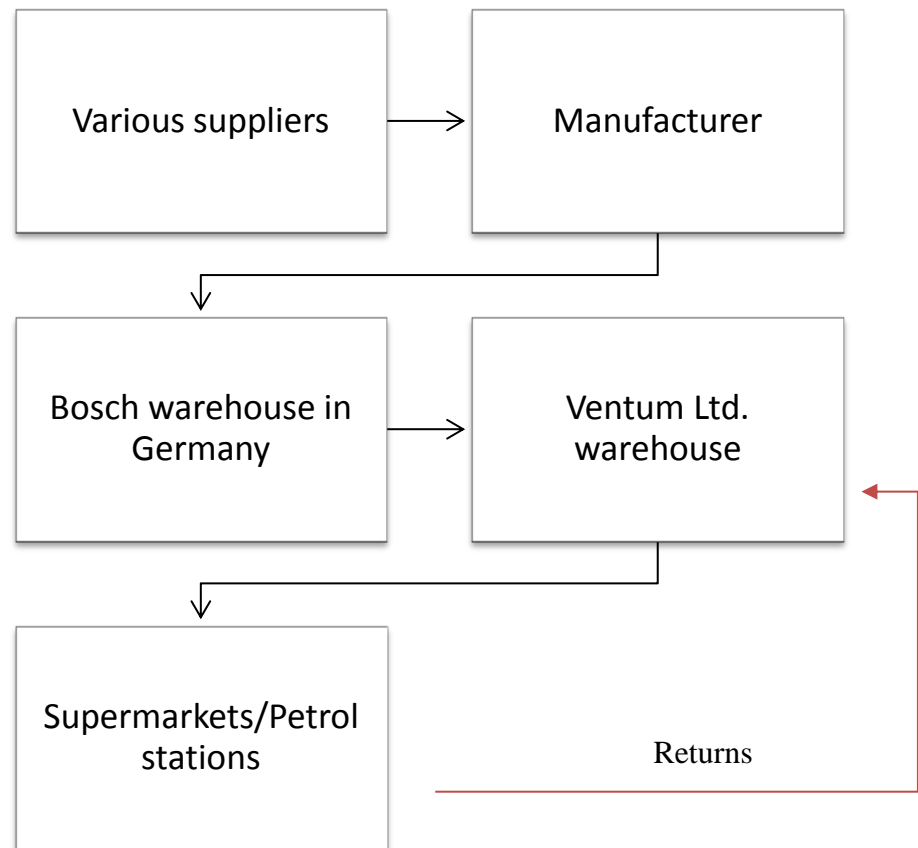 Various suppliers
Manufacturer
Bosch warehouse in
Germany
Ventum Ltd.
warehouse
Supermarkets/Petrol
stations
Returns